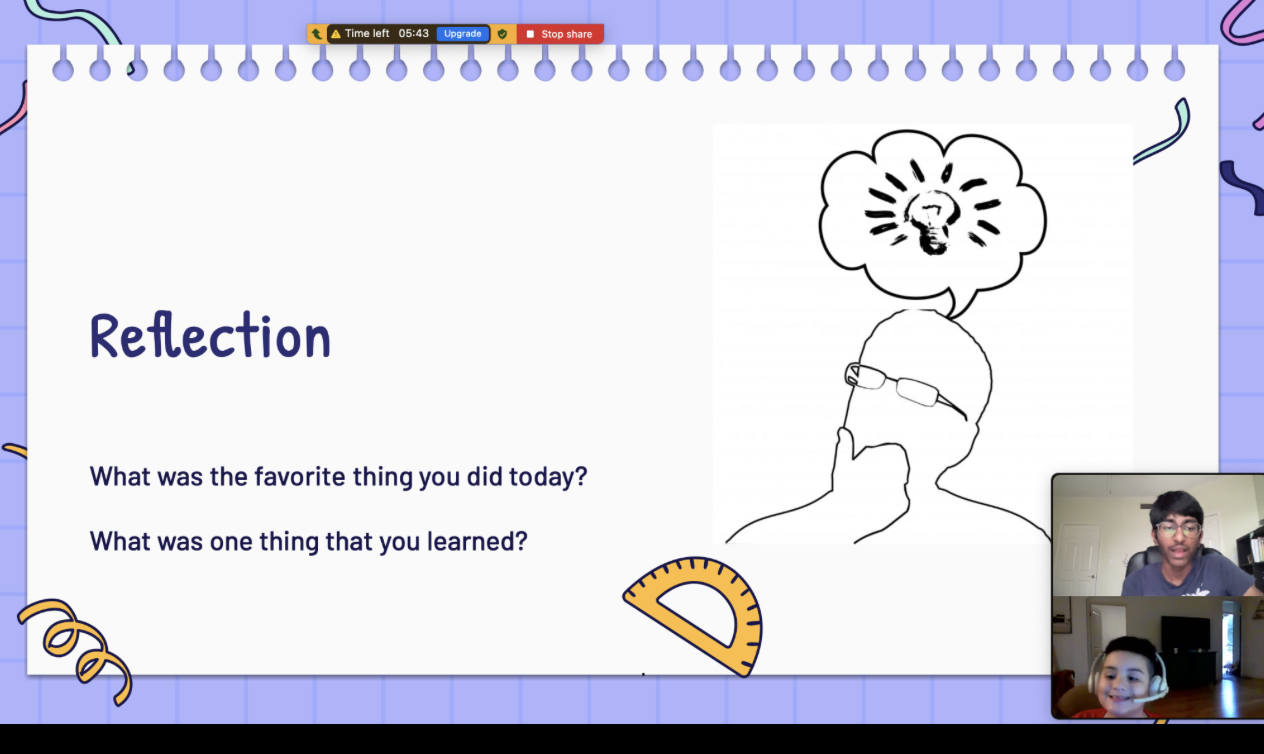 Time left 05:43 Upgrade Stop share
Reflection
What was the favorite thing you did today?
What was one thing that you learned?